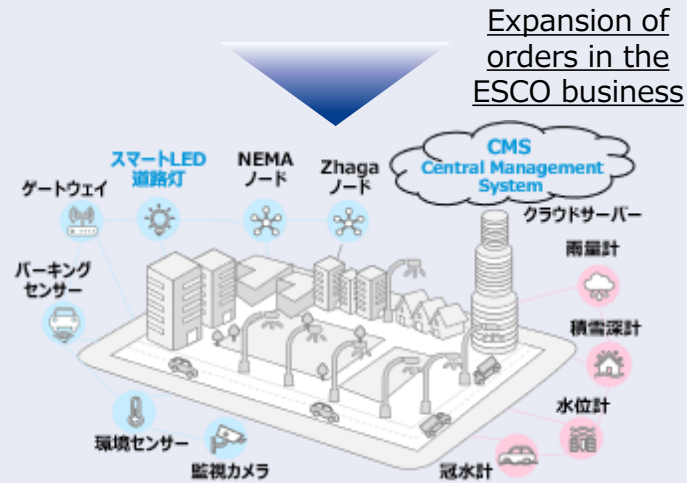 Expansion of
orders in the
ESCO business
CMS
Central Management
System
クラウドサーバー
スマートLED
道路灯
NEMA
ノード
Zhaga
ノード
ゲートウェイ
パーキング
センサー
環境センサー
監視カメラ
雨量計
積雪深計
水位計
冠水計